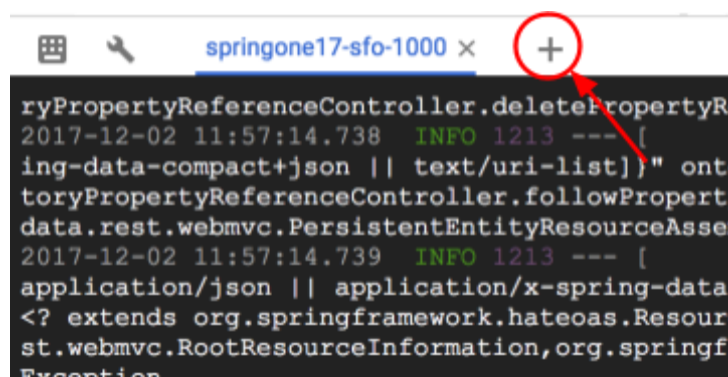 springone17-sfo-1000 × +
ryPropertyReferenceController.deletePropertyR
2017-12-02 11:57:14.738  INFO 1213 --- [
ing-data-compact+json || text/uri-list]}" ont
toryPropertyReferenceController.followPropert
data.rest.webmvc.PersistentEntityResourceAsse
2017-12-02 11:57:14.739  INFO 1213 --- [
application/json || application/x-spring-data
<? extends org.springframework.hateoas.Resour
st.webmvc.RootResourceInformation,org.springf
Exception